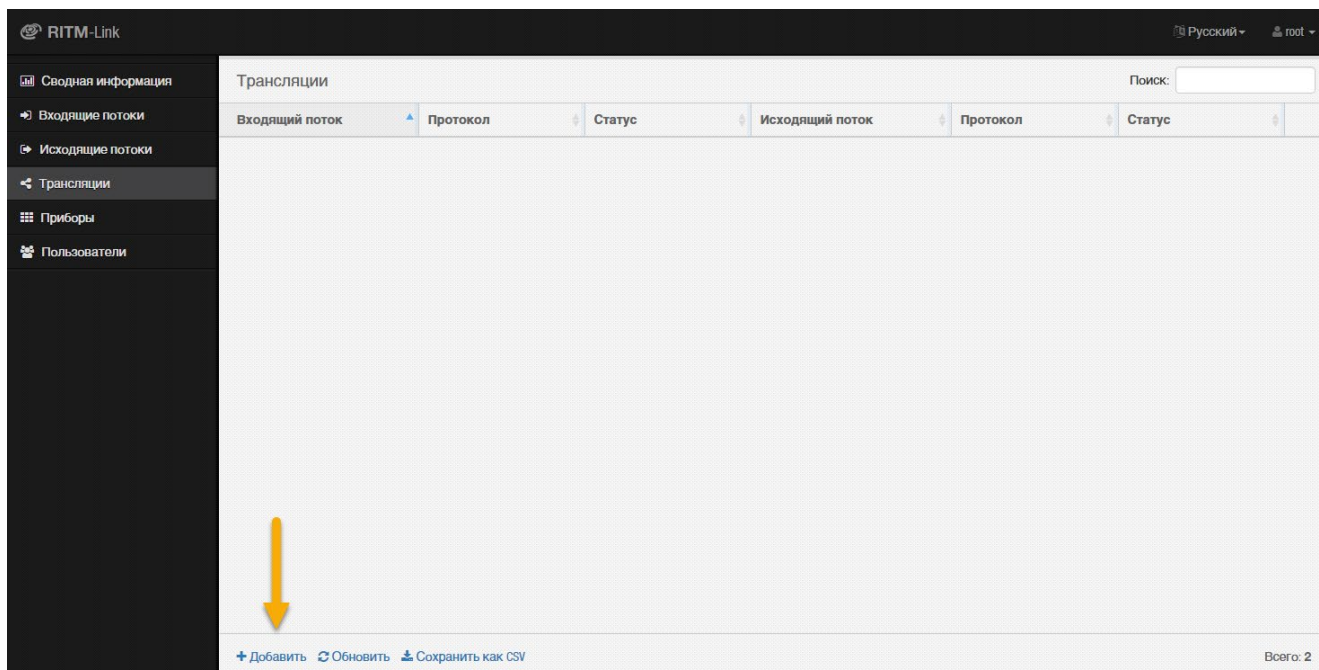 RITM-Link Русский root
Сводная информация
Входящие потоки
Исходящие потоки
Трансляции
Приборы
Пользователи
Трансляции Поиск:
Входящий поток Протокол Статус Исходящий поток Протокол Статус
Добавить Обновить Сохранить как CSV Всего: 2